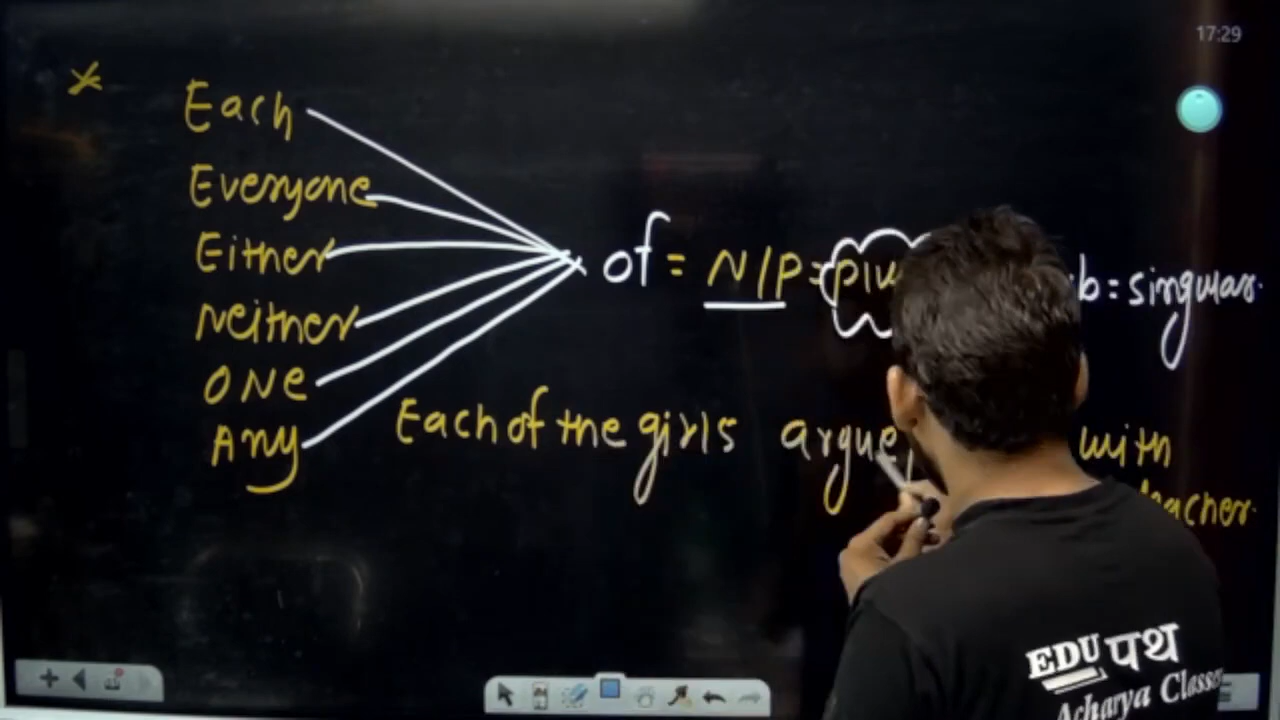 17:29
Each
Everyone
Either of = N/P = = singular.
Neither
ONe
Any Each of the girls argue with
EDU पथ
Acharya Classes